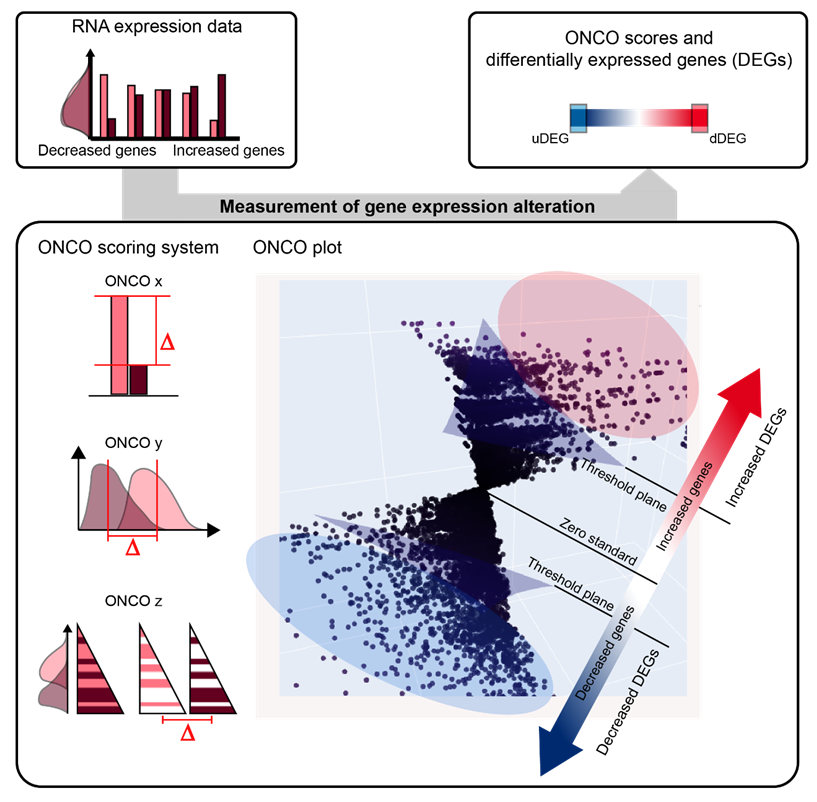 RNA expression data
Decreased genes
Increased genes
ONCO scores and
differentially expressed genes (DEGs)
uDEG
dDEG
Measurement of gene expression alteration
ONCO scoring system
ONCO plot
ONCO x
Δ
ONCO y
Δ
ONCO z
Δ
Threshold plane
Zero standard
Threshold plane
Increased genes
Increased DEGs
Decreased genes
Decreased DEGs